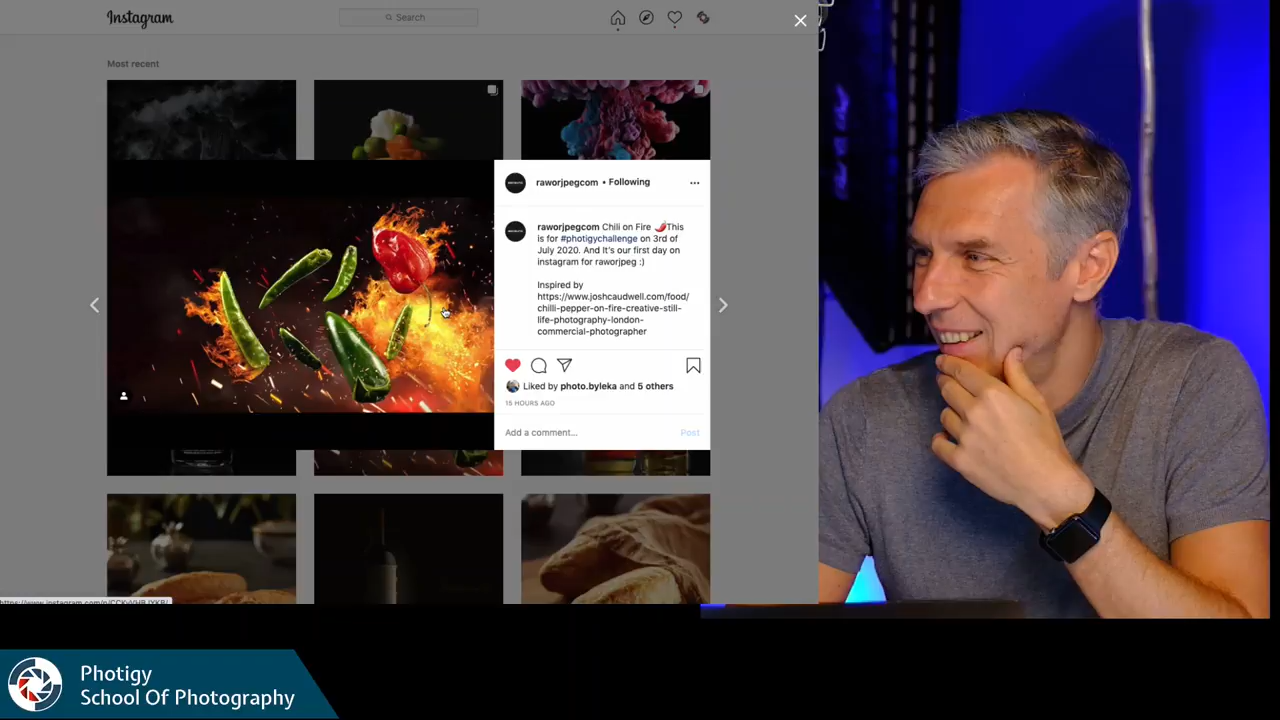 Instagram
Search
Most recent
raworjpegcom • Following
raworjpegcom Chili on Fire 🌶️This
is for #photigychallenge on 3rd of
July 2020. And It's our first day on
instagram for raworjpeg :)
Inspired by
https://www.joshcaudwell.com/food/
chilli-pepper-on-fire-creative-still-
life-photography-london-
commercial-photographer
Liked by photo.byleka and 5 others
15 HOURS AGO
Add a comment... Post
Photigy
School Of Photography